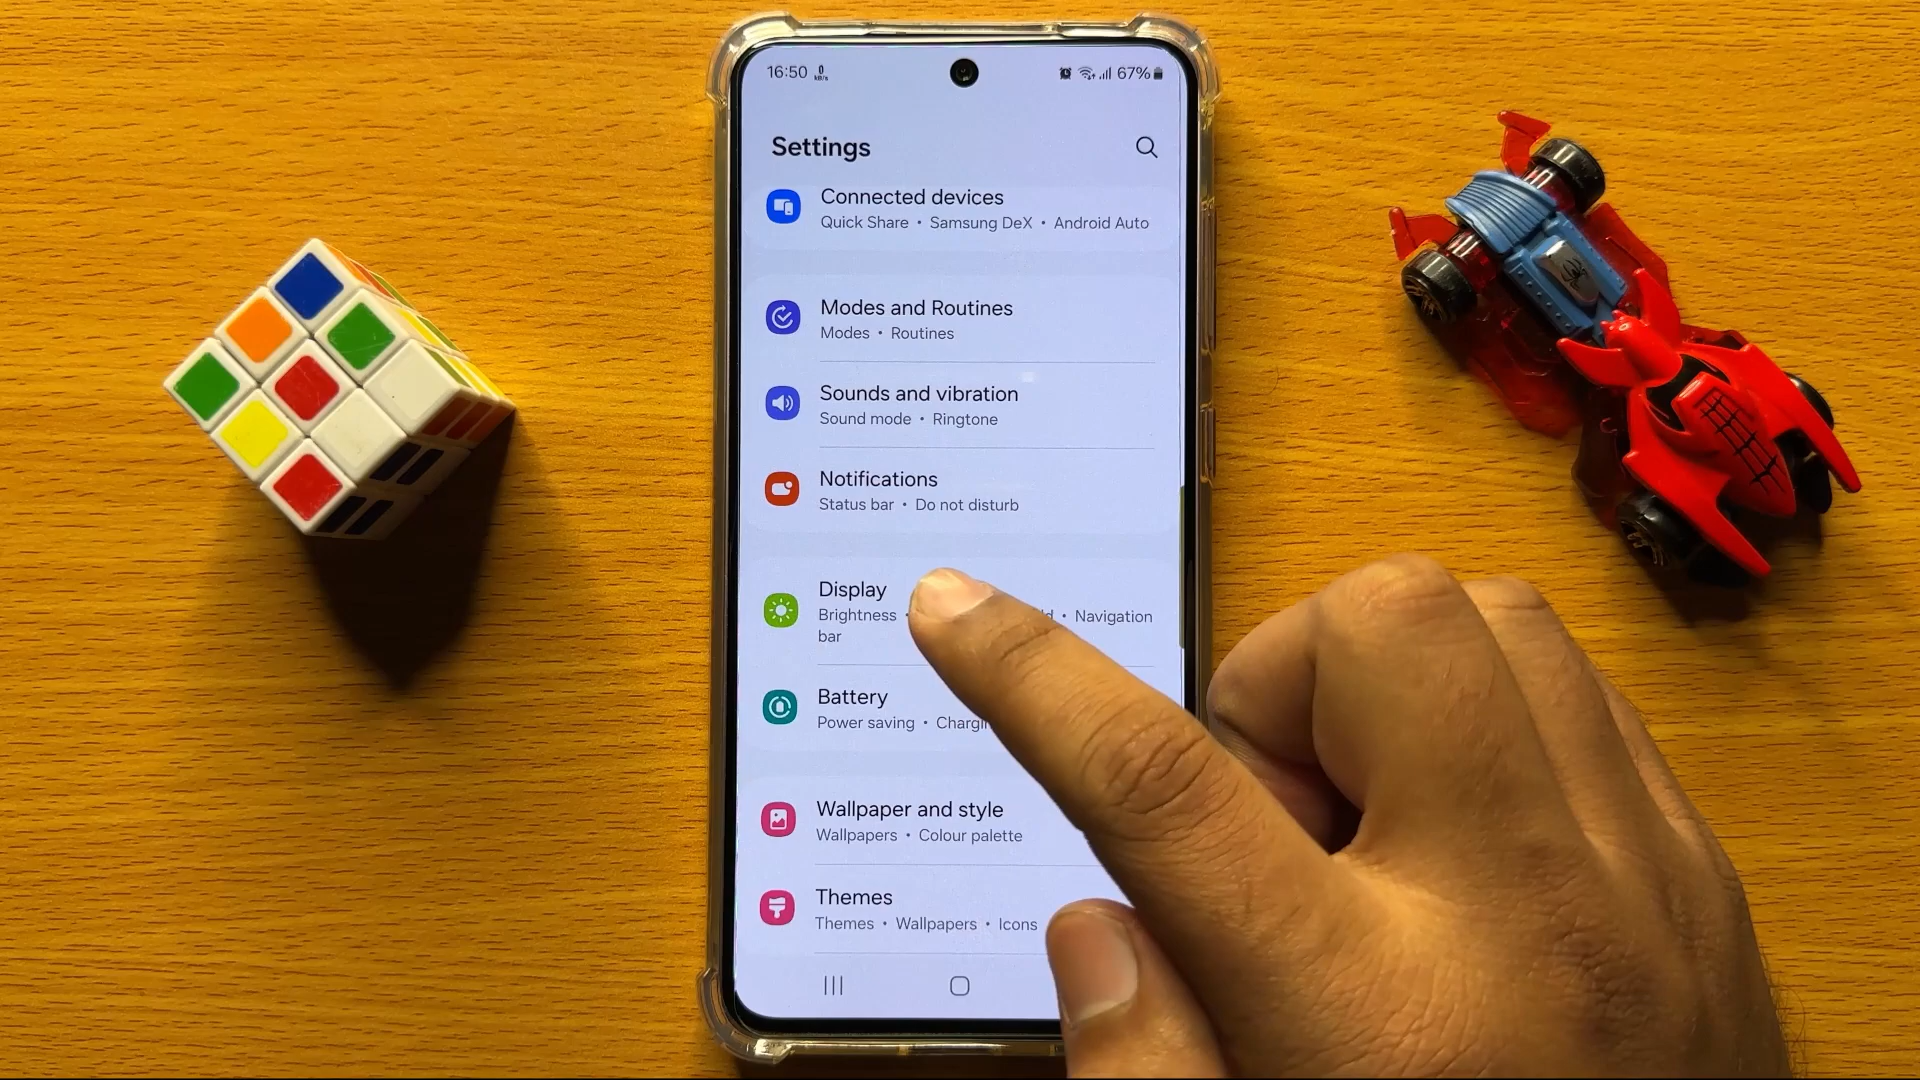 16:50 0 KB/s 67%
Settings
Connected devices
Quick Share • Samsung DeX • Android Auto
Modes and Routines
Modes • Routines
Sounds and vibration
Sound mode • Ringtone
Notifications
Status bar • Do not disturb
Display
Brightness • • Navigation
bar
Battery
Power saving •
Wallpaper and style
Wallpapers • Colour palette
Themes
Themes • Wallpapers • Icons